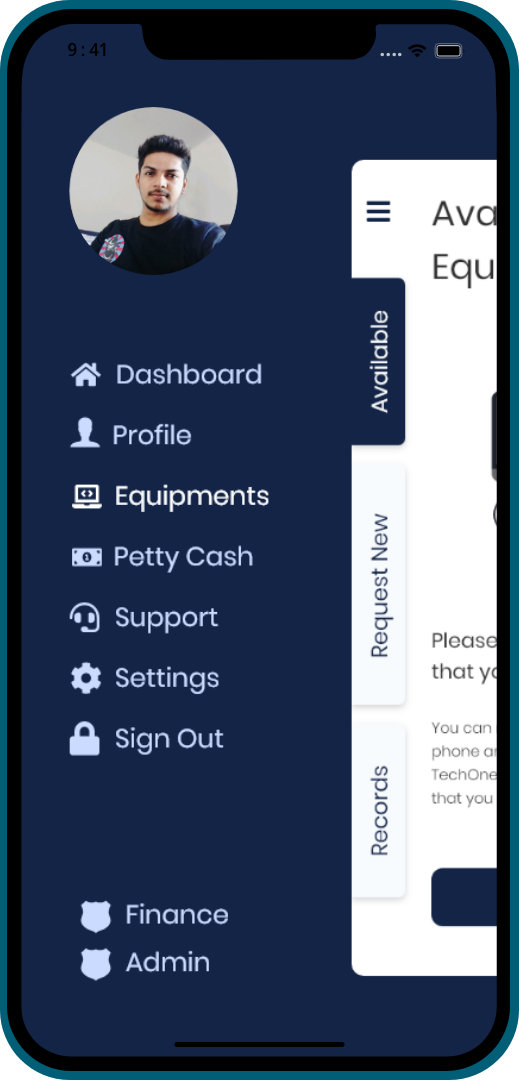 9:41
Dashboard
Profile
Equipments
Petty Cash
Support
Settings
Sign Out
Finance
Admin
Ava
Equ
Available
Request New
Records
Please
that yo
You can
phone an
TechOne
that you